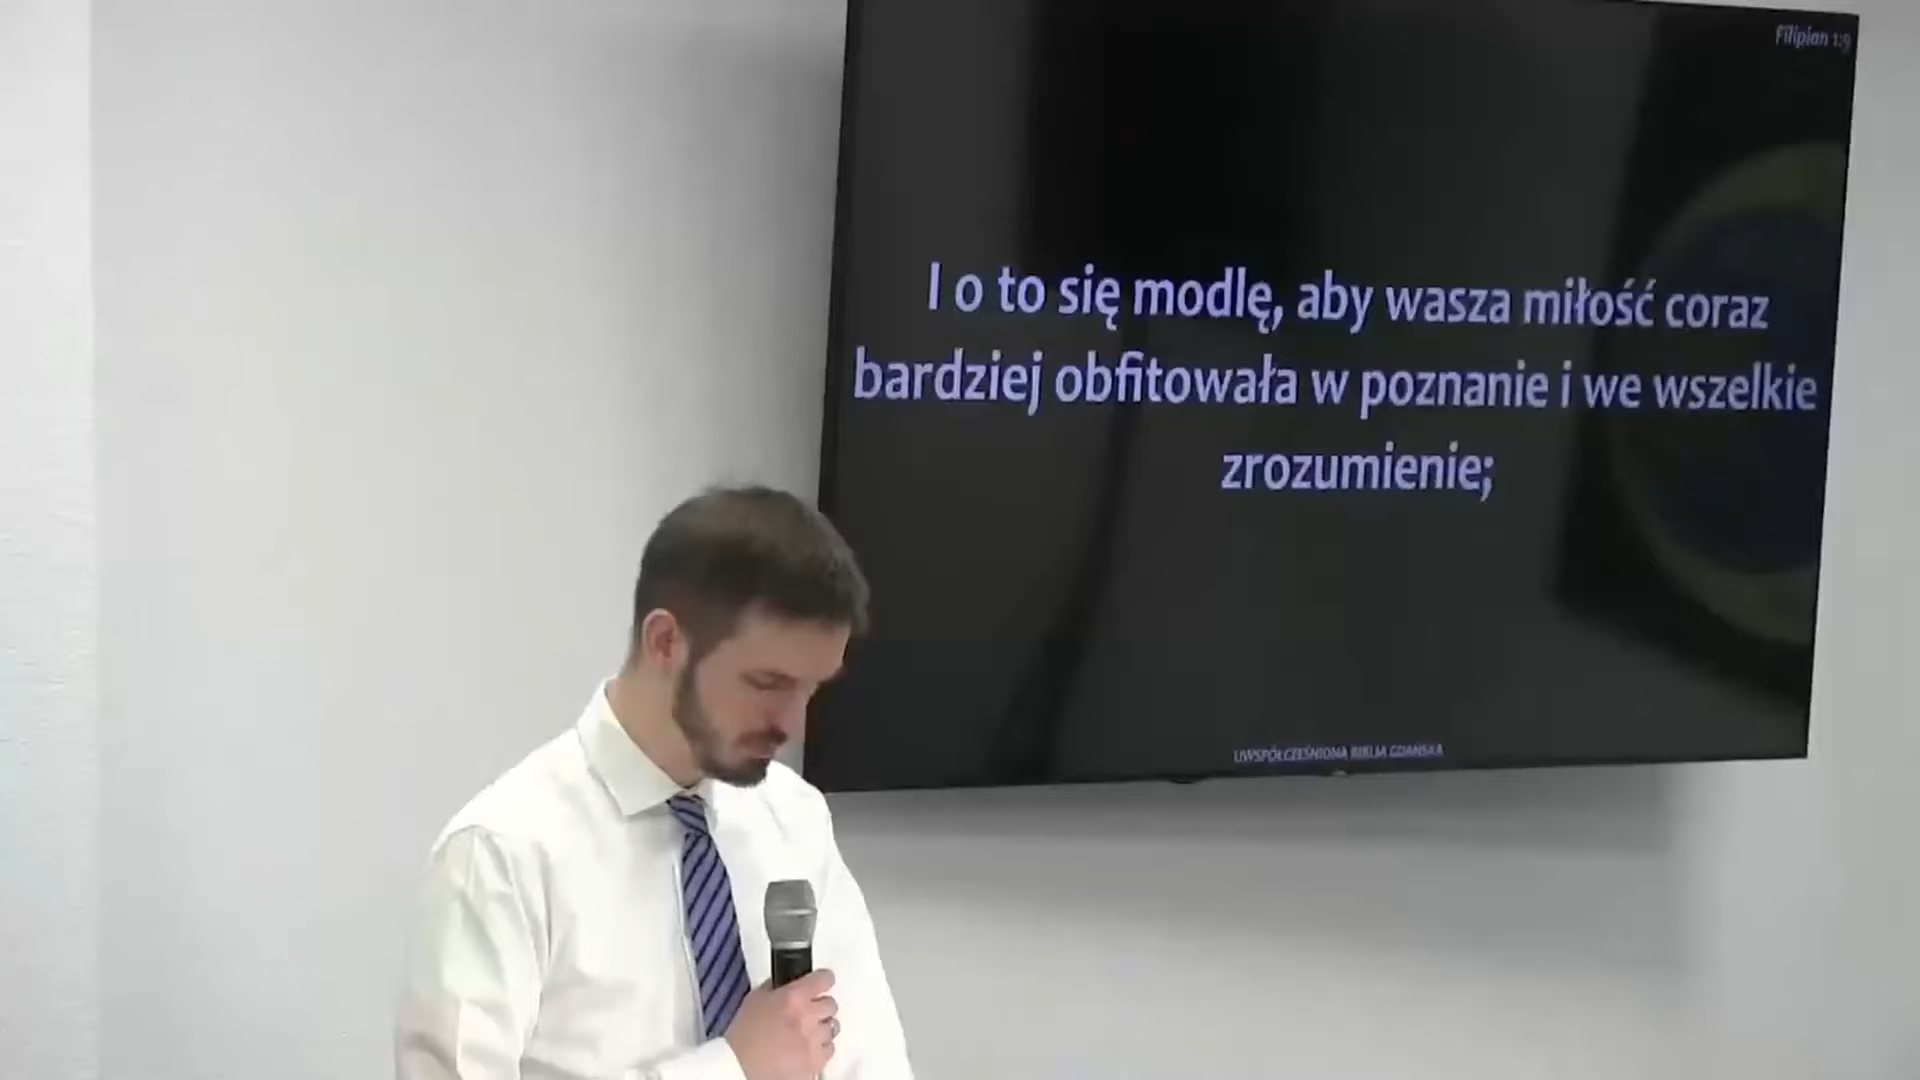 Filipian 1:9
I o to się modlę, aby wasza miłość coraz
bardziej obfitowała w poznanie i we wszelkie
zrozumienie;
UWSPÓŁCZEŚNIONA BIBLIA GDAŃSKA